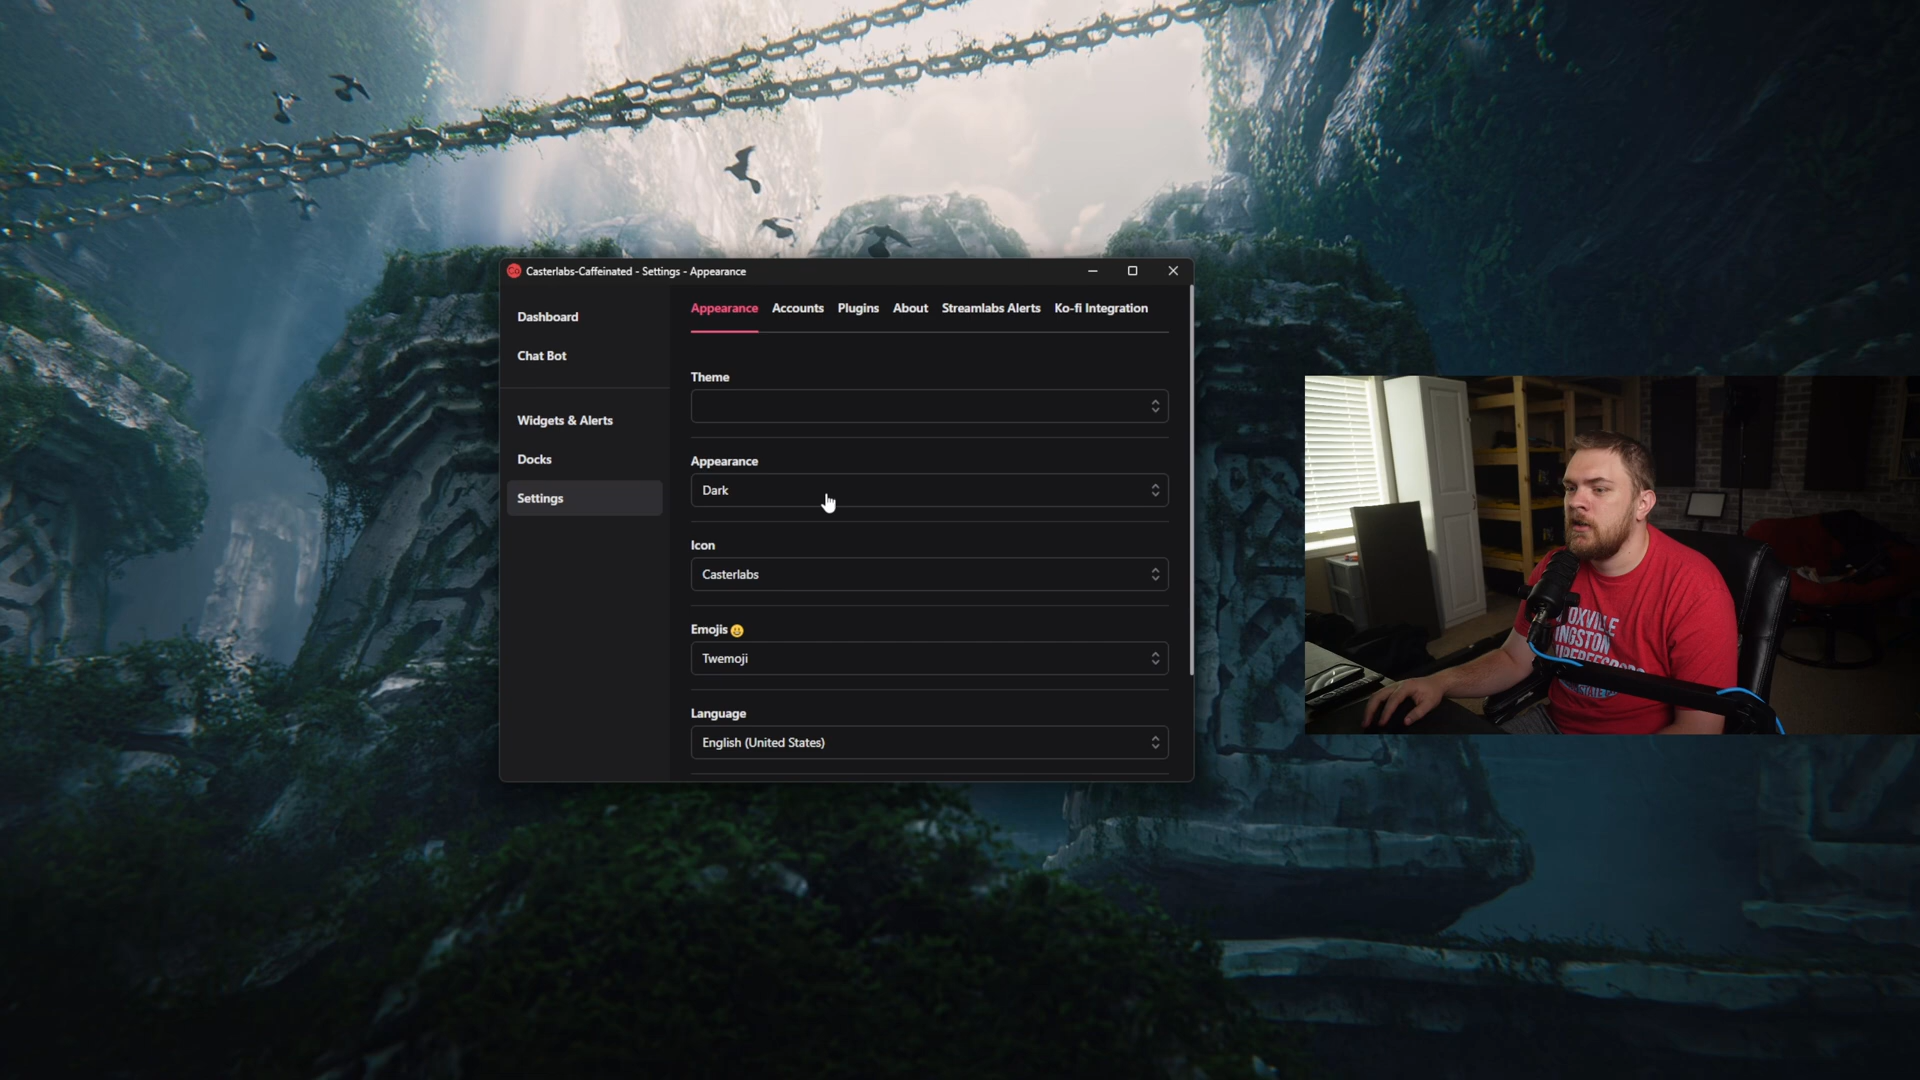 Casterlabs-Caffeinated - Settings - Appearance
Dashboard
Chat Bot
Widgets & Alerts
Docks
Settings
Appearance Accounts Plugins About Streamlabs Alerts Ko-fi Integration
Theme
Appearance
Dark
Icon
Casterlabs
Emojis 😃
Twemoji
Language
English (United States)